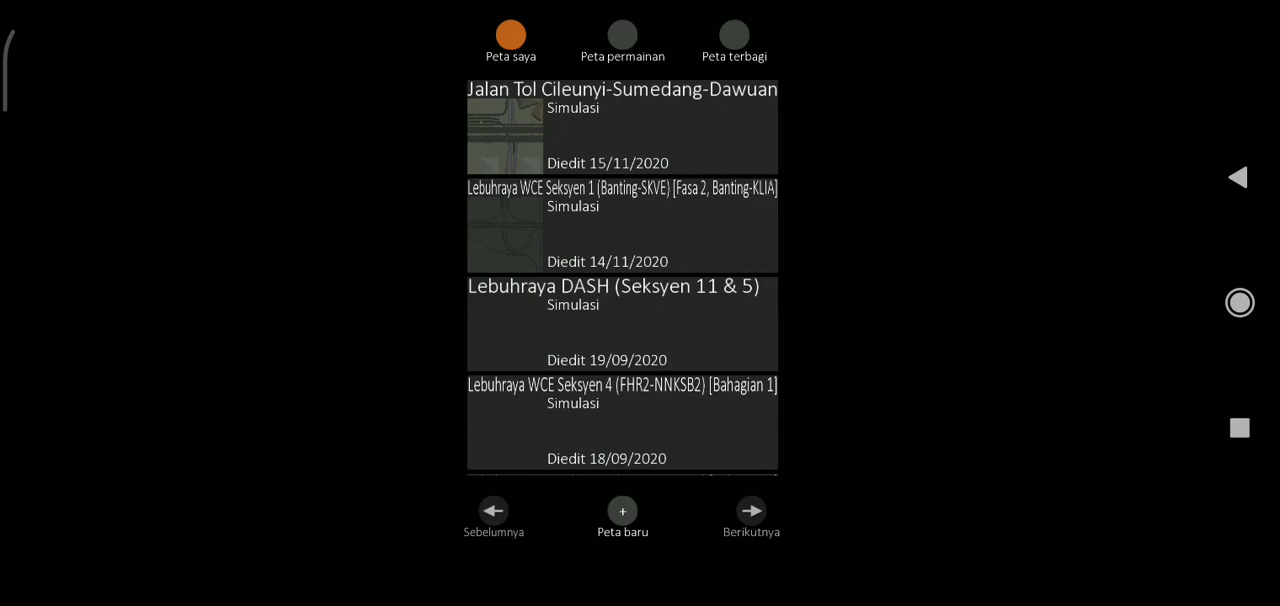 Peta saya
Peta permainan
Peta terbagi
Jalan Tol Cileunyi-Sumedang-Dawuan
Simulasi
Diedit 15/11/2020
Lebuhraya WCE Seksyen 1 (Banting-SKVE) [Fasa 2, Banting-KLIA]
Simulasi
Diedit 14/11/2020
Lebuhraya DASH (Seksyen 11 & 5)
Simulasi
Diedit 19/09/2020
Lebuhraya WCE Seksyen 4 (FHR2-NNKSB2) [Bahagian 1]
Simulasi
Diedit 18/09/2020
Sebelumnya
+
Peta baru
Berikutnya